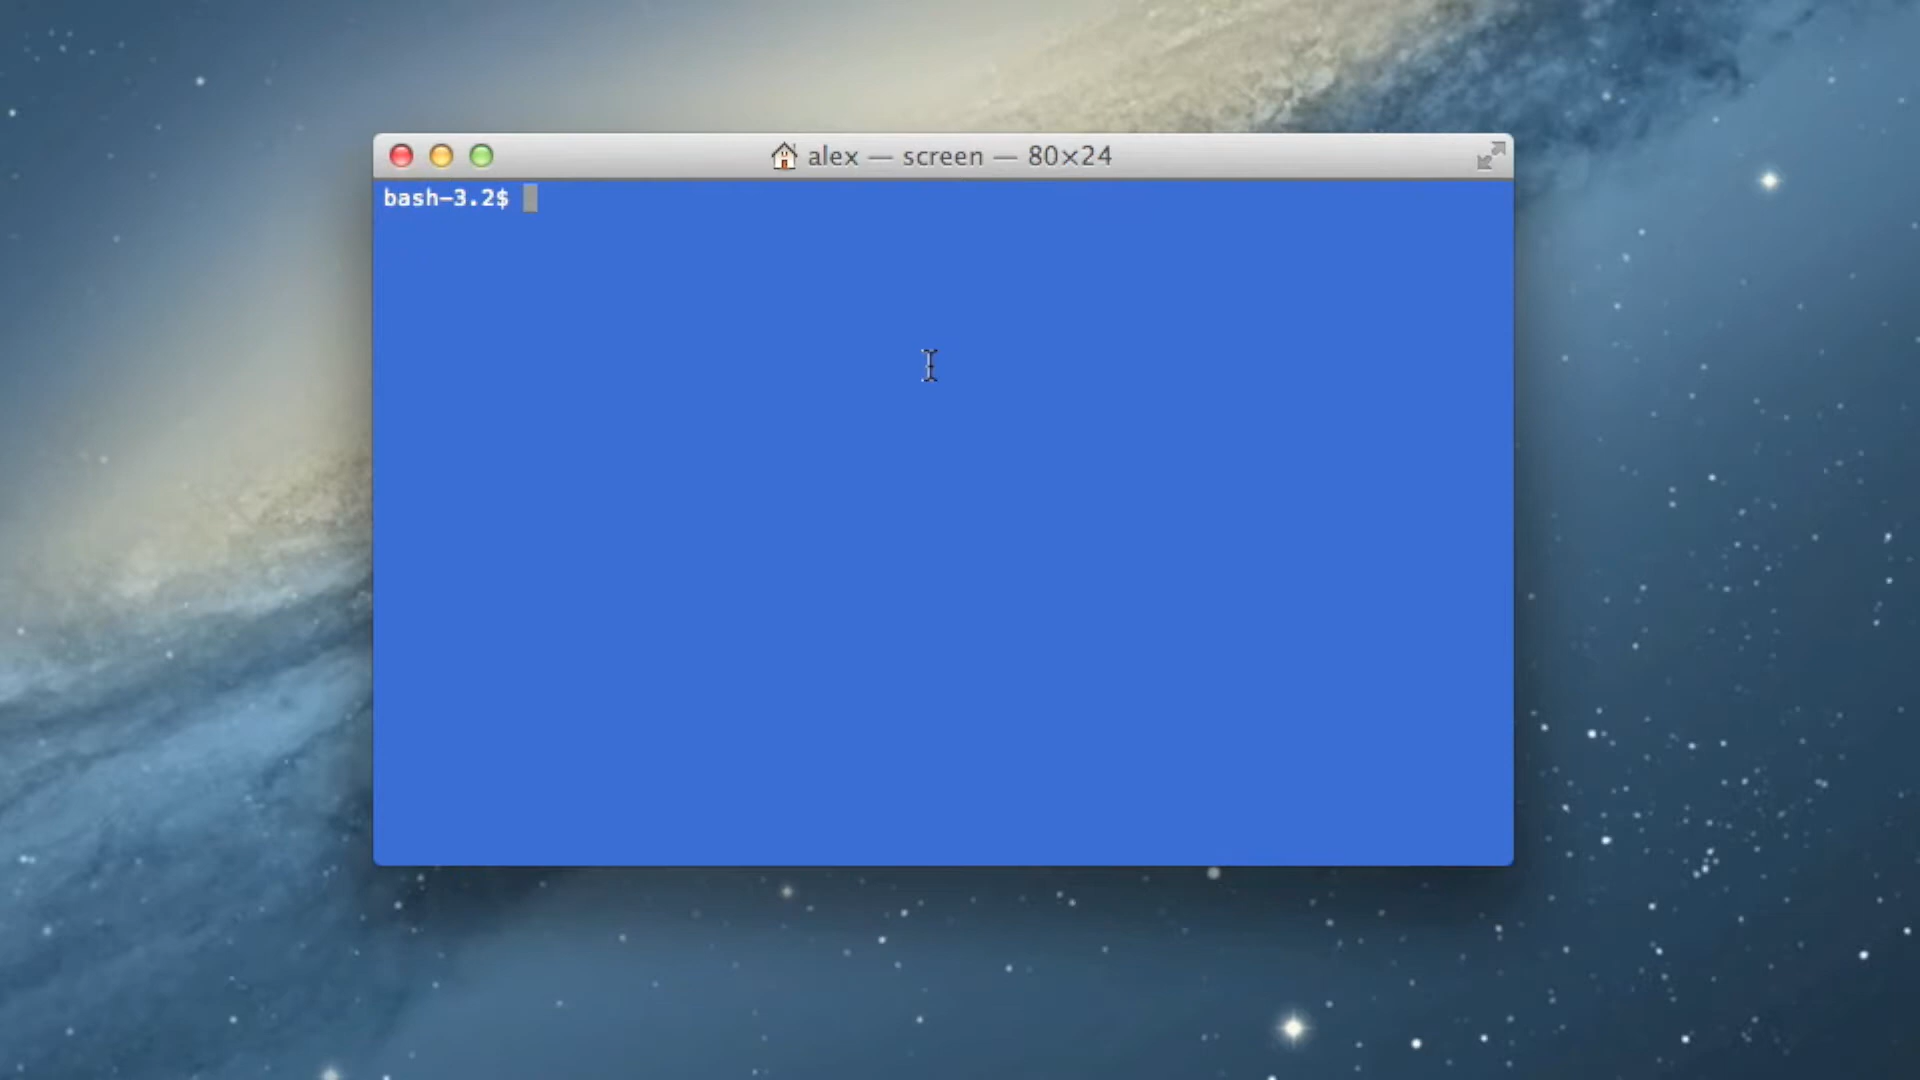 alex — screen — 80×24
bash-3.2$